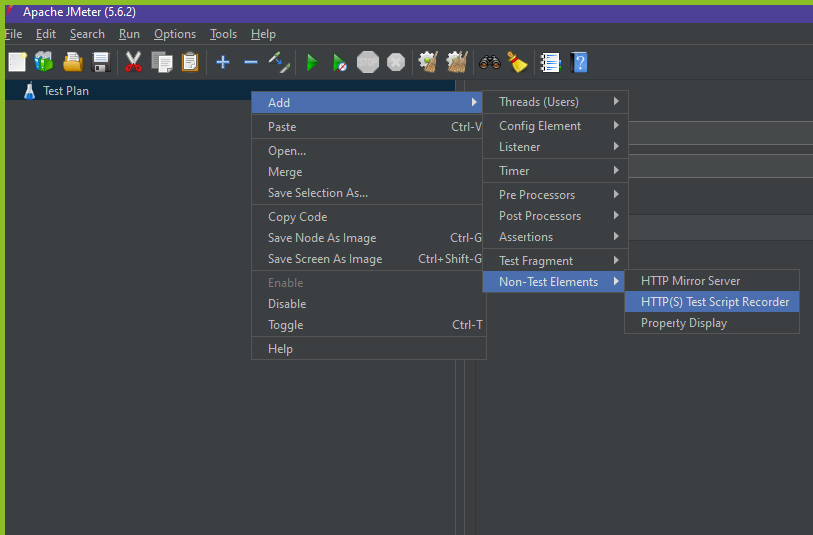 Apache JMeter (5.6.2)
File Edit Search Run Options Tools Help
STOP
Test Plan
Add
Paste Ctrl-V
Open...
Merge
Save Selection As...
Copy Code
Save Node As Image Ctrl-G
Save Screen As Image Ctrl+Shift-G
Enable
Disable
Toggle Ctrl-T
Help
Threads (Users)
Config Element
Listener
Timer
Pre Processors
Post Processors
Assertions
Test Fragment
Non-Test Elements
HTTP Mirror Server
HTTP(S) Test Script Recorder
Property Display